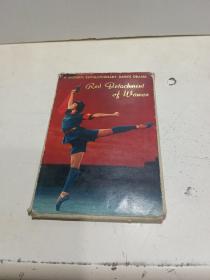 A MODERN REVOLUTIONARY DANCE DRAMA
Red Detachment
of Women